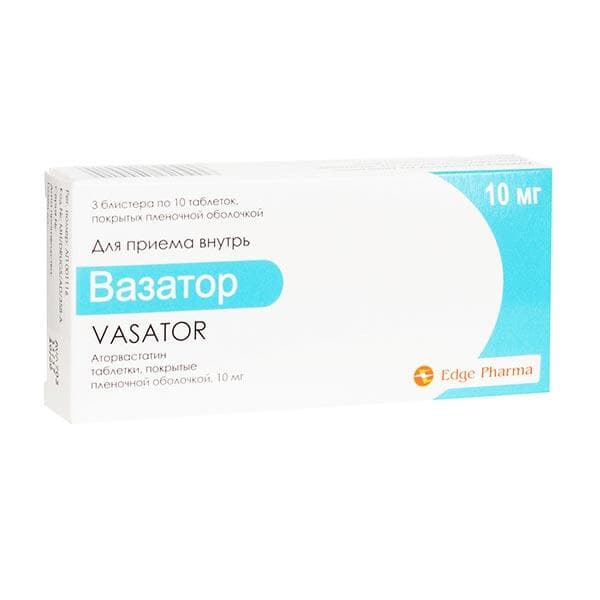 3 блистера по 10 таблеток,
покрытых пленочной оболочкой
10 мг
Для приема внутрь
Вазатор
VASATOR
Аторвастатин
таблетки, покрытые
пленочной оболочкой, 10 мг
Edge Pharma